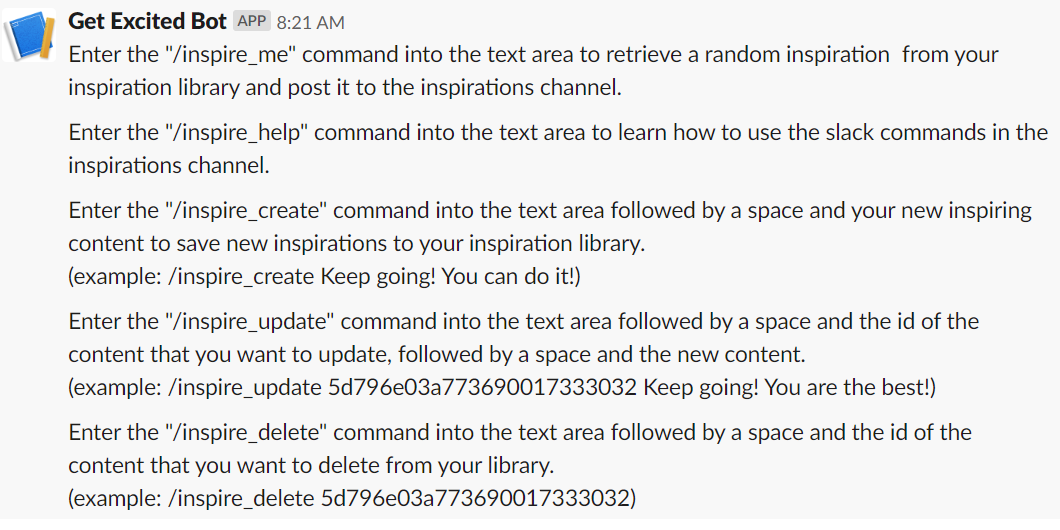 Get Excited Bot APP 8:21 AM
Enter the "/inspire_me" command into the text area to retrieve a random inspiration  from your
inspiration library and post it to the inspirations channel.
Enter the "/inspire_help" command into the text area to learn how to use the slack commands in the
inspirations channel.
Enter the "/inspire_create" command into the text area followed by a space and your new inspiring
content to save new inspirations to your inspiration library.
(example: /inspire_create Keep going! You can do it!)
Enter the "/inspire_update" command into the text area followed by a space and the id of the
content that you want to update, followed by a space and the new content.
(example: /inspire_update 5d796e03a773690017333032 Keep going! You are the best!)
Enter the "/inspire_delete" command into the text area followed by a space and the id of the
content that you want to delete from your library.
(example: /inspire_delete 5d796e03a773690017333032)